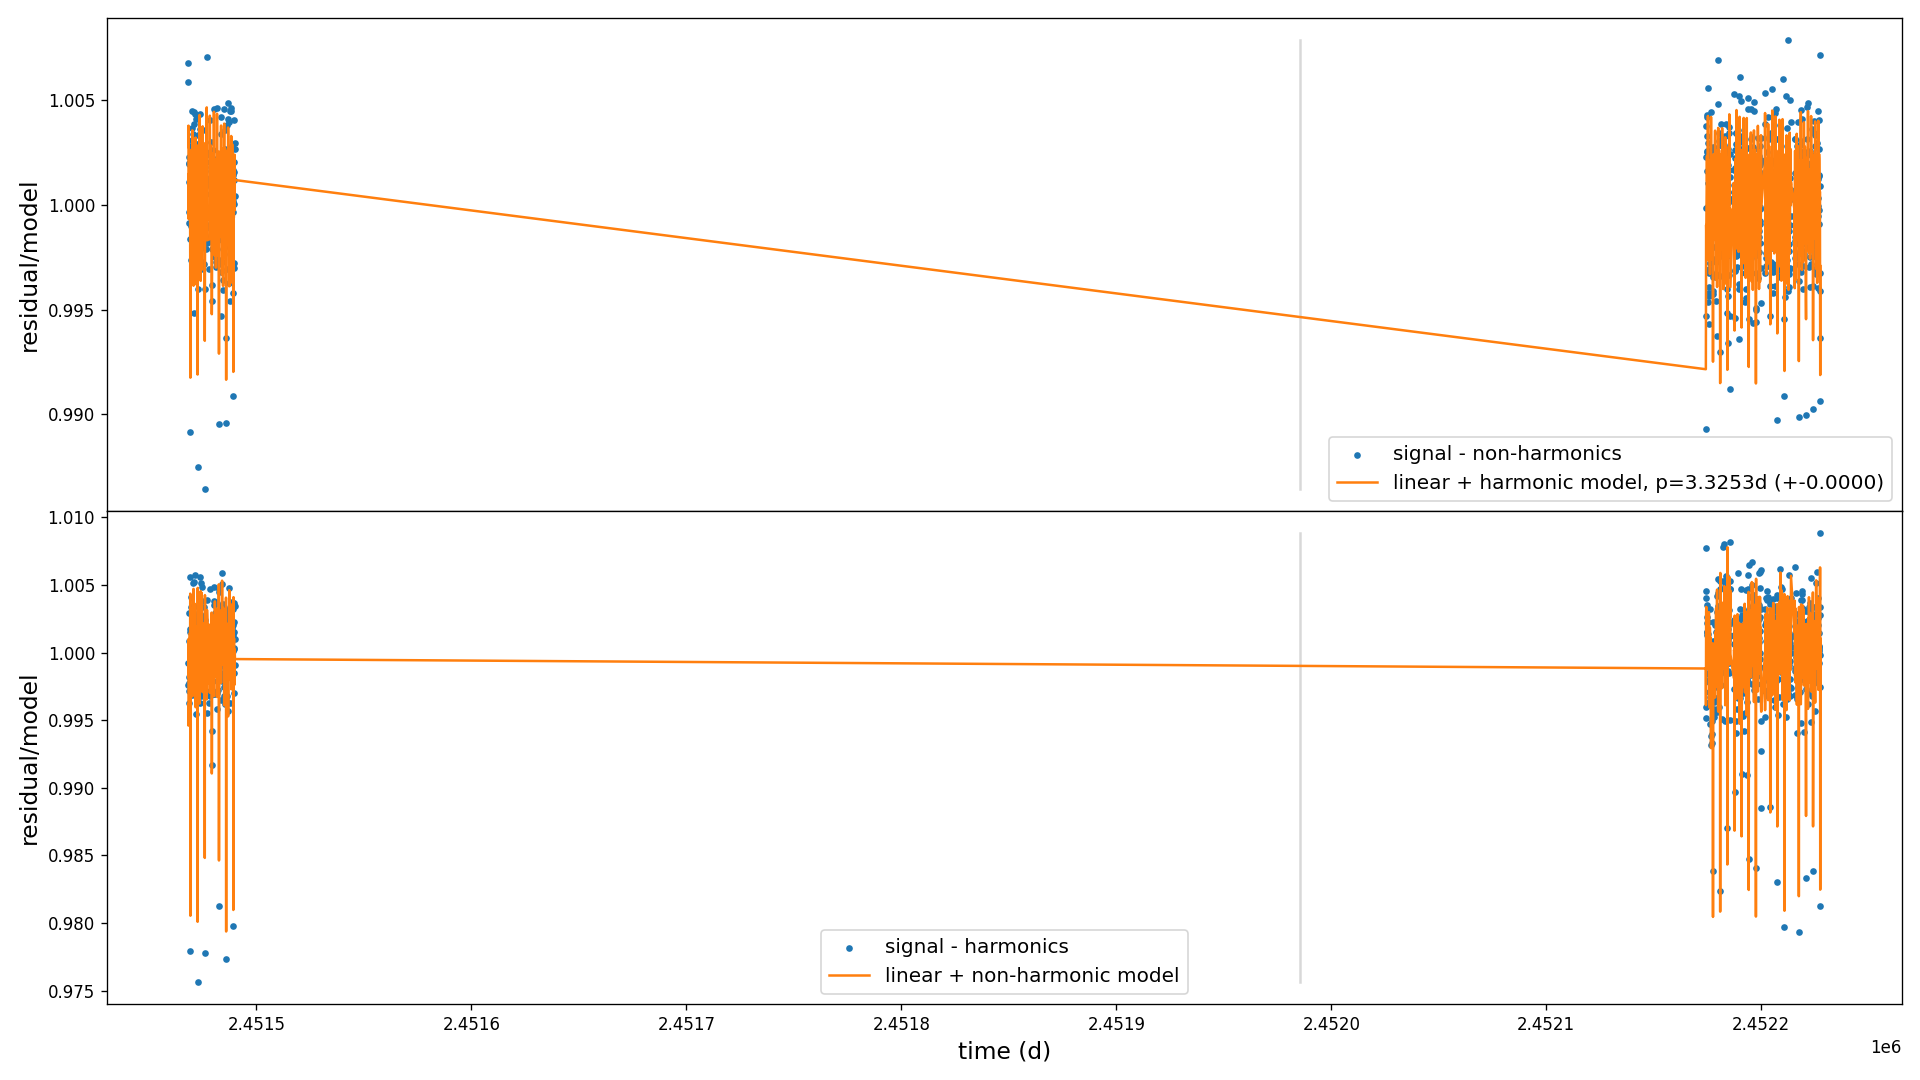 1.005
1.000
0.995
0.990
residual/model
signal - non-harmonics
linear + harmonic model, p=3.3253d (+-0.0000)
1.010
1.005
1.000
0.995
0.990
0.985
0.980
0.975
residual/model
signal - harmonics
linear + non-harmonic model
2.4515 2.4516 2.4517 2.4518 2.4519 2.4520 2.4521 2.4522
time (d)
1e6